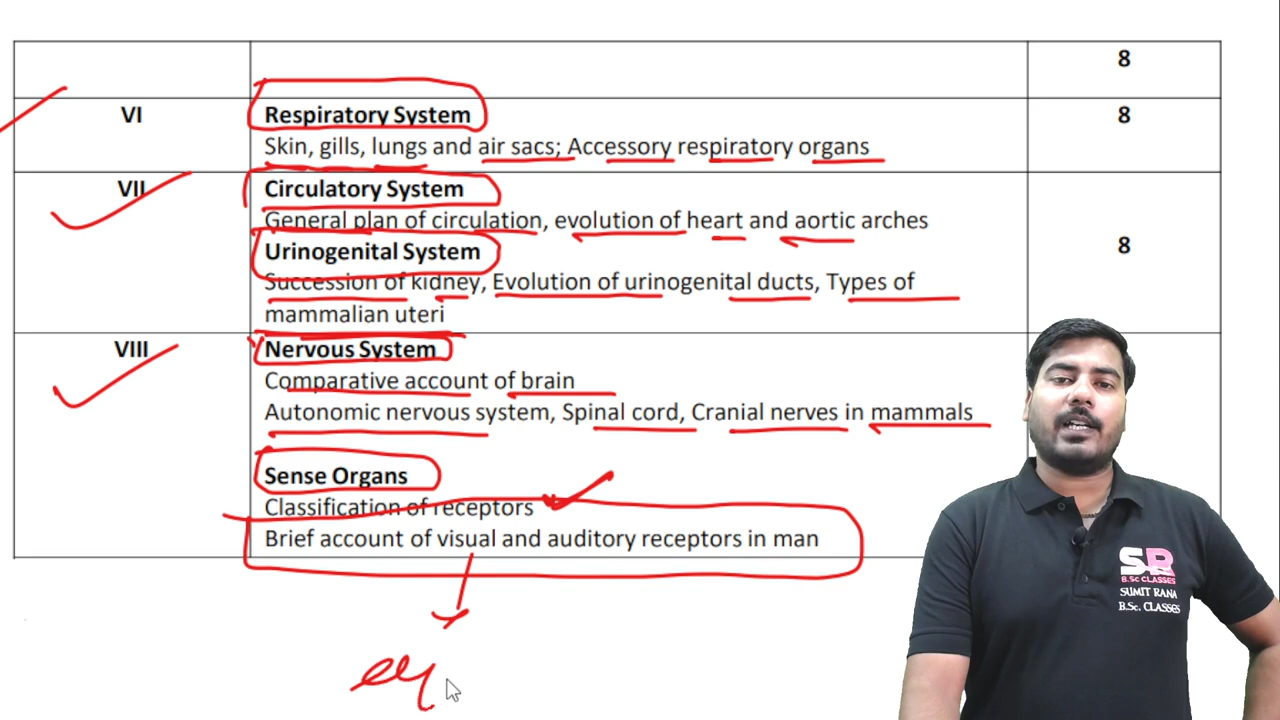 8
VI Respiratory System 8
Skin, gills, lungs and air sacs; Accessory respiratory organs
VII Circulatory System
General plan of circulation, evolution of heart and aortic arches
Urinogenital System 8
Succession of kidney, Evolution of urinogenital ducts, Types of
mammalian uteri
VIII Nervous System
Comparative account of brain
Autonomic nervous system, Spinal cord, Cranial nerves in mammals
Sense Organs
Classification of receptors
Brief account of visual and auditory receptors in man
ey
SR
B.Sc CLASSES
SUMIT RANA
B.Sc. CLASSES